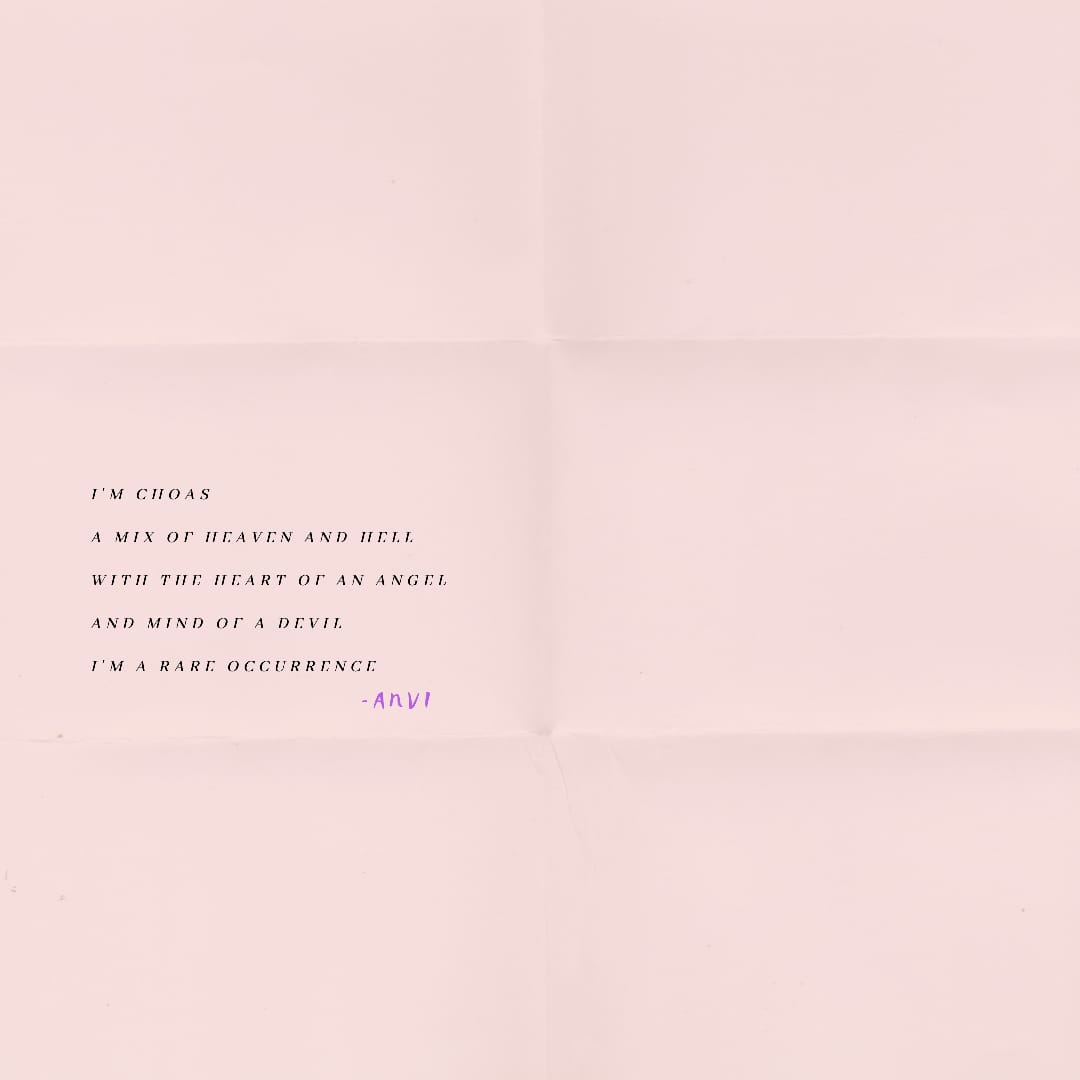 I'M CHOAS
A MIX OF HEAVEN AND HELL
WITH THE HEART OF AN ANGEL
AND MIND OF A DEVIL
I'M A RARE OCCURRENCE
-ANVI